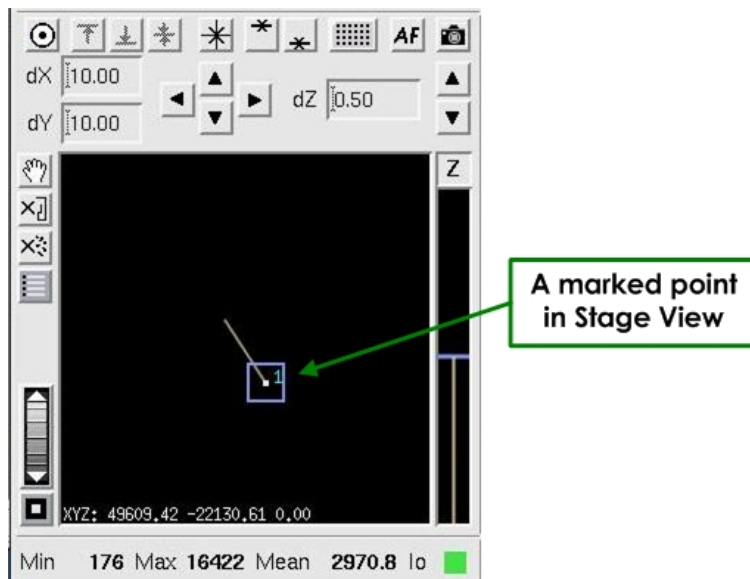 AF
dX 10.00
dZ 0.50
dY 10.00
Z
A marked point
in Stage View
1
XYZ: 49609.42 -22130.61 0.00
Min 176 Max 16422 Mean 2970.8 Io